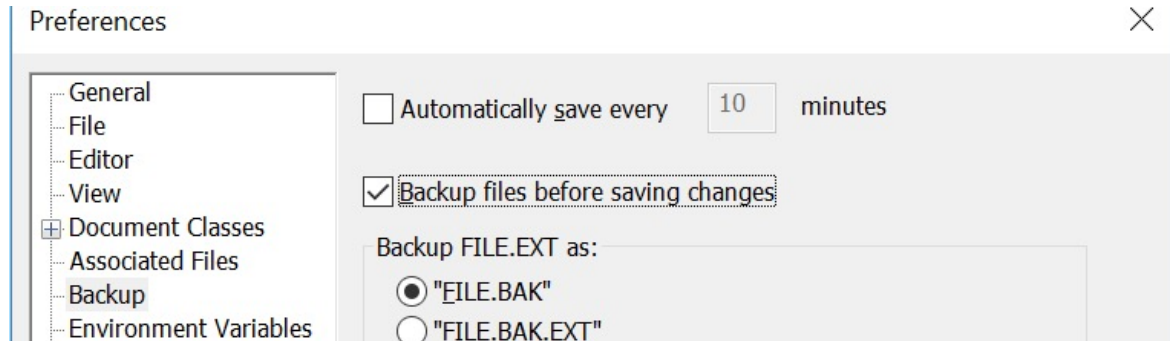 Preferences
General
File
Editor
View
Document Classes
Associated Files
Backup
Environment Variables
Automatically save every 10 minutes
Backup files before saving changes
Backup FILE.EXT as:
"FILE.BAK"
"FILE.BAK.EXT"